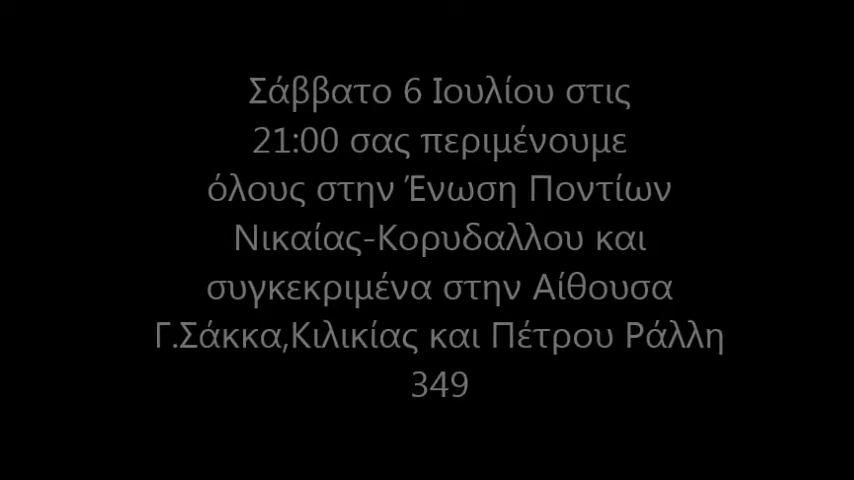 Σάββατο 6 Ιουλίου στις
21:00 σας περιμένουμε
όλους στην Ένωση Ποντίων
Νικαίας-Κορυδαλλου και
συγκεκριμένα στην Αίθουσα
Γ.Σάκκα,Κιλικίας και Πέτρου Ράλλη
349